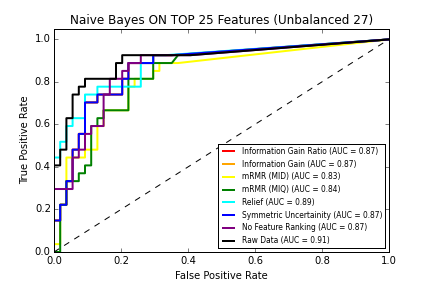 Naive Bayes ON TOP 25 Features (Unbalanced 27)
True Positive Rate
1.0
0.8
0.6
0.4
0.2
0.0
Information Gain Ratio (AUC = 0.87)
Information Gain (AUC = 0.87)
mRMR (MID) (AUC = 0.83)
mRMR (MIQ) (AUC = 0.84)
Relief (AUC = 0.89)
Symmetric Uncertainity (AUC = 0.87)
No Feature Ranking (AUC = 0.87)
Raw Data (AUC = 0.91)
0.0 0.2 0.4 0.6 0.8 1.0
False Positive Rate